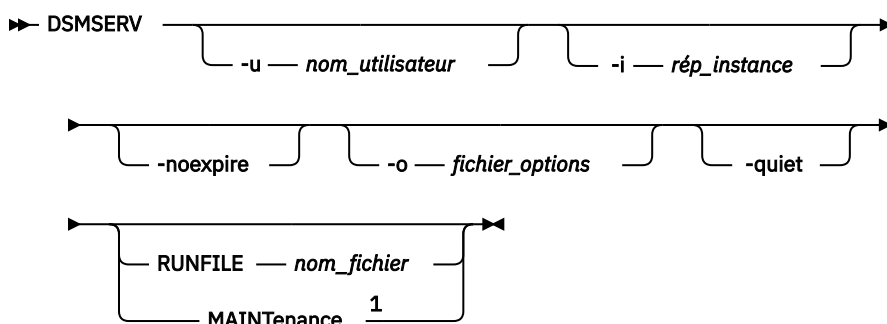 DSMSERV
-u nom_utilisateur -i rép_instance
-noexpire -o fichier_options -quiet
RUNFILE nom_fichier
MAINTenance 1